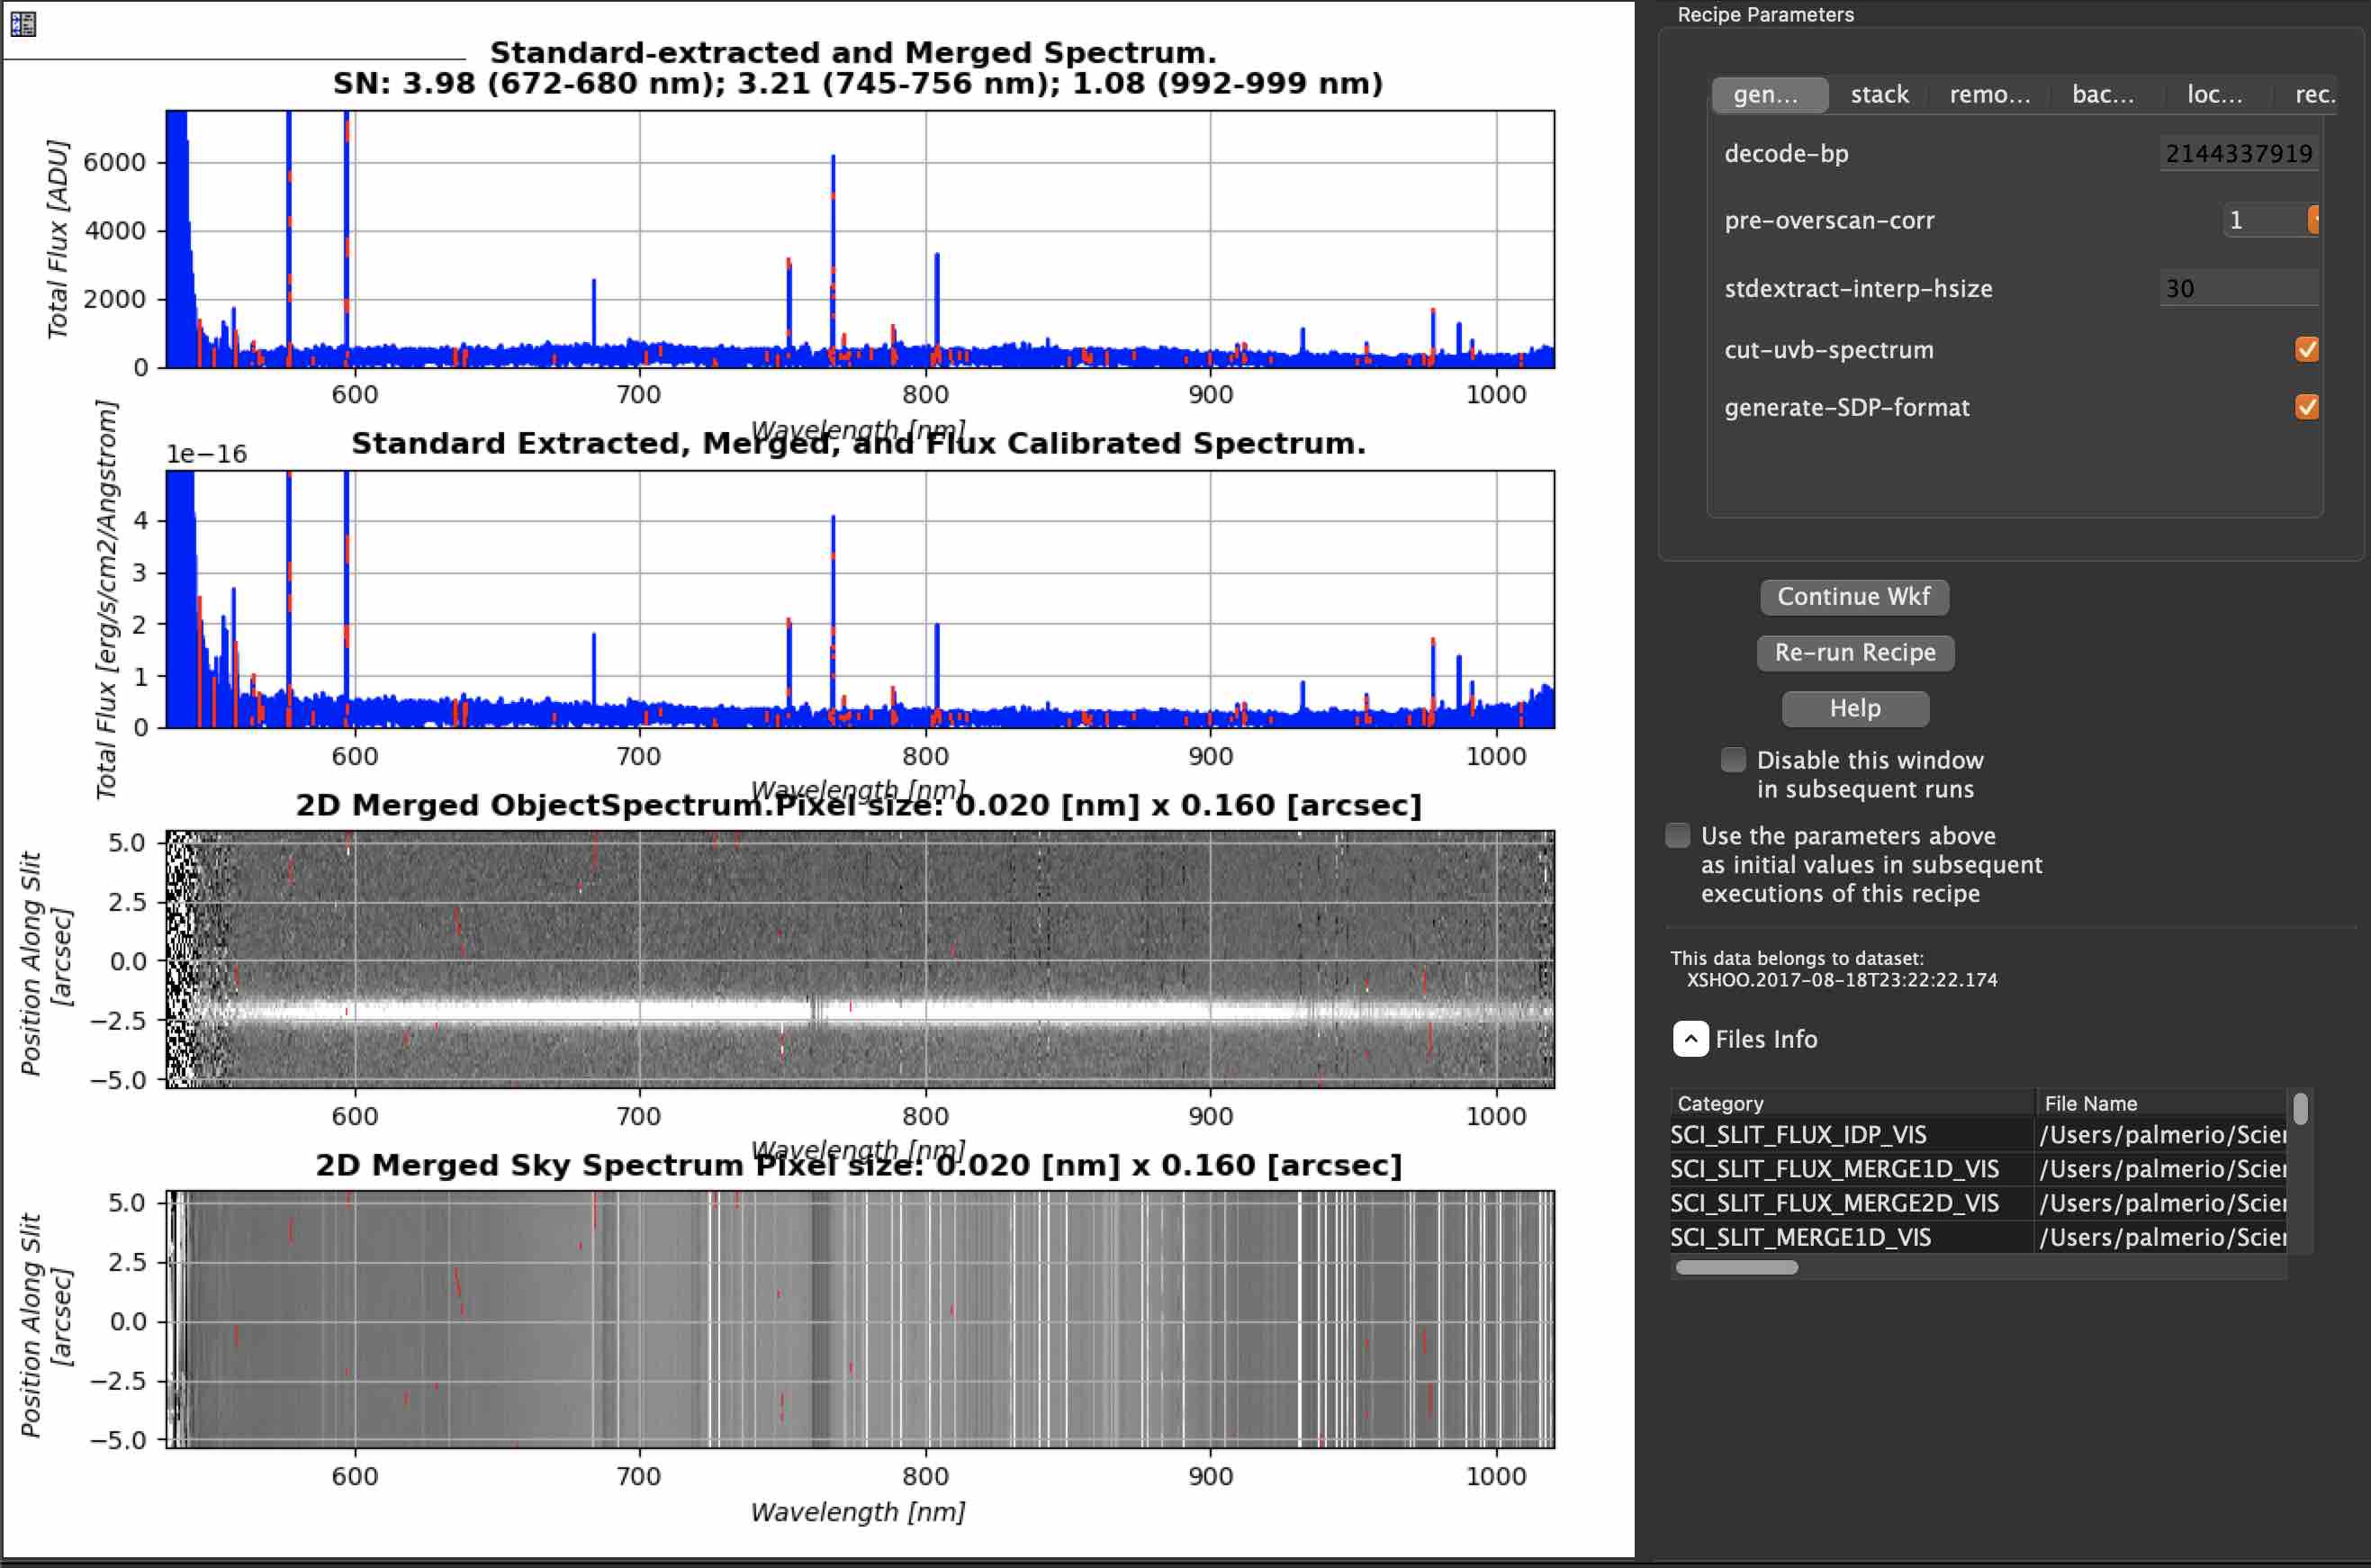 Standard-extracted and Merged Spectrum.
SN: 3.98 (672-680 nm); 3.21 (745-756 nm); 1.08 (992-999 nm)
Total Flux [ADU]
6000
4000
2000
0
600 700 800 900 1000
Wavelength [nm]
Standard Extracted, Merged, and Flux Calibrated Spectrum.
1e−16
Total Flux [erg/s/cm2/Angstrom]
4
3
2
1
0
600 700 800 900 1000
Wavelength [nm]
2D Merged ObjectSpectrum.Pixel size: 0.020 [nm] x 0.160 [arcsec]
Position Along Slit
[arcsec]
5.0
2.5
0.0
−2.5
−5.0
600 700 800 900 1000
Wavelength [nm]
2D Merged Sky Spectrum Pixel size: 0.020 [nm] x 0.160 [arcsec]
Position Along Slit
[arcsec]
5.0
2.5
0.0
−2.5
−5.0
600 700 800 900 1000
Wavelength [nm]
Recipe Parameters
gen... stack remo... bac... loc... rec.
decode-bp 2144337919
pre-overscan-corr 1
stdextract-interp-hsize 30
cut-uvb-spectrum
generate-SDP-format
Continue Wkf
Re-run Recipe
Help
Disable this window
in subsequent runs
Use the parameters above
as initial values in subsequent
executions of this recipe
This data belongs to dataset:
XSHOO.2017-08-18T23:22:22.174
Files Info
Category File Name
SCI_SLIT_FLUX_IDP_VIS /Users/palmerio/Scier
SCI_SLIT_FLUX_MERGE1D_VIS /Users/palmerio/Scier
SCI_SLIT_FLUX_MERGE2D_VIS /Users/palmerio/Scier
SCI_SLIT_MERGE1D_VIS /Users/palmerio/Scier